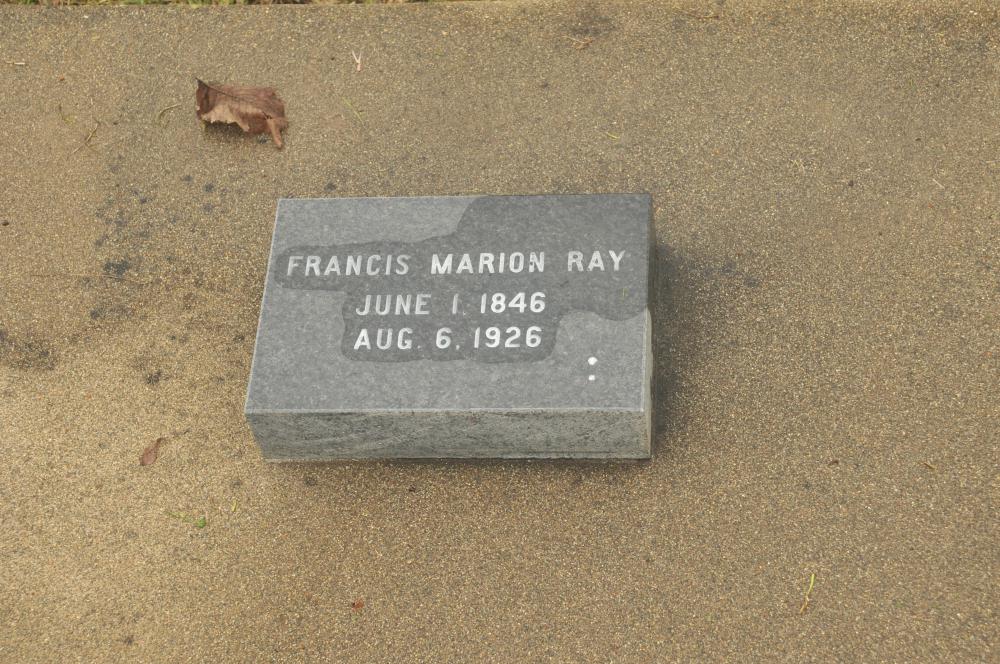 FRANCIS MARION RAY
JUNE 1, 1846
AUG. 6, 1926